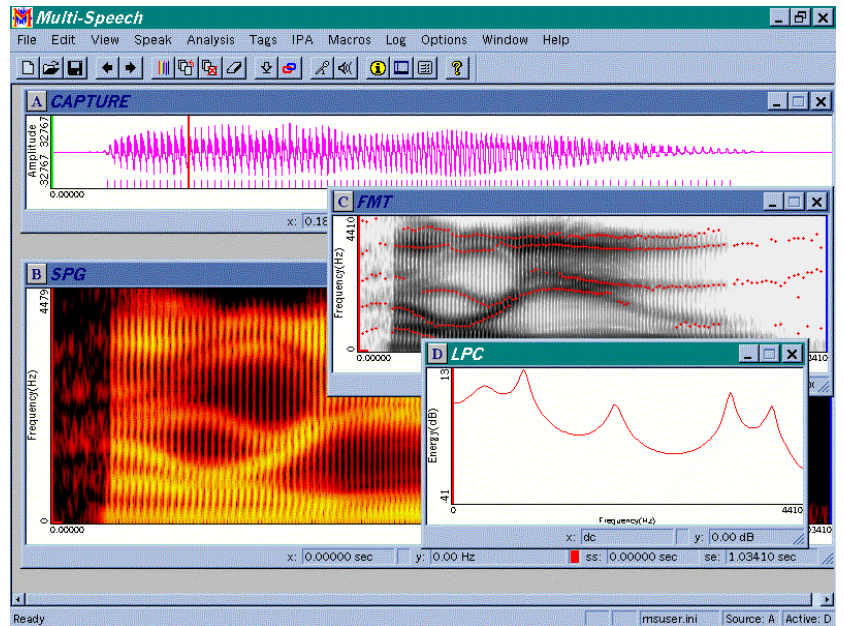 Multi-Speech
File Edit View Speak Analysis Tags IPA Macros Log Options Window Help
A CAPTURE
Amplitude
-32767 32767
0.00000
x: 0.18
C FMT
Frequency(Hz)
0 4410
0.00000
B SPG
Frequency(Hz)
0 4479
0.00000
x: 0.00000 sec y: 0.00 Hz ss: 0.00000 sec se: 1.03410 sec
D LPC
Energy(dB)
41 13
0 4410
Frequency(Hz)
x: dc y: 0.00 dB
Ready msuser.ini Source: A Active: D